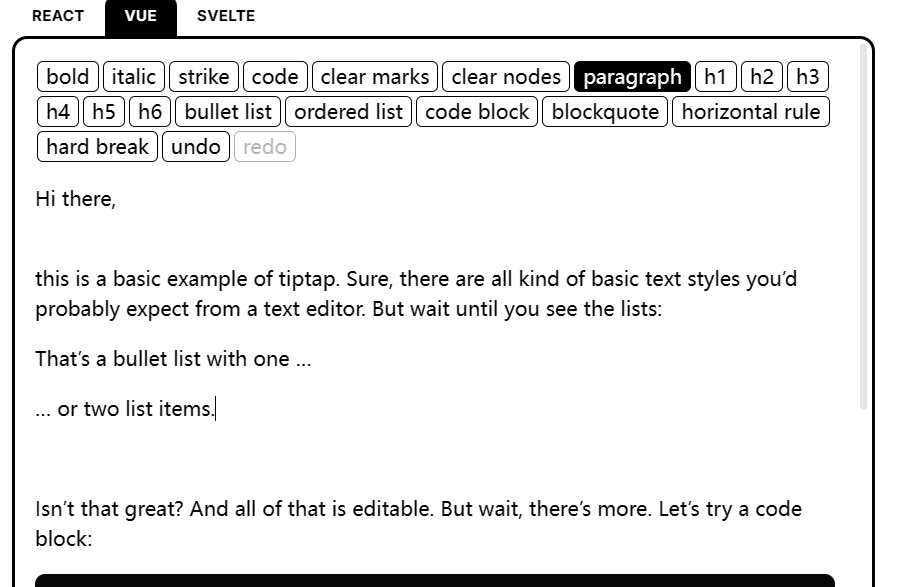 REACT VUE SVELTE
bold italic strike code clear marks clear nodes paragraph h1 h2 h3
h4 h5 h6 bullet list ordered list code block blockquote horizontal rule
hard break undo redo
Hi there,
this is a basic example of tiptap. Sure, there are all kind of basic text styles you’d
probably expect from a text editor. But wait until you see the lists:
That’s a bullet list with one …
… or two list items.
Isn’t that great? And all of that is editable. But wait, there’s more. Let’s try a code
block: